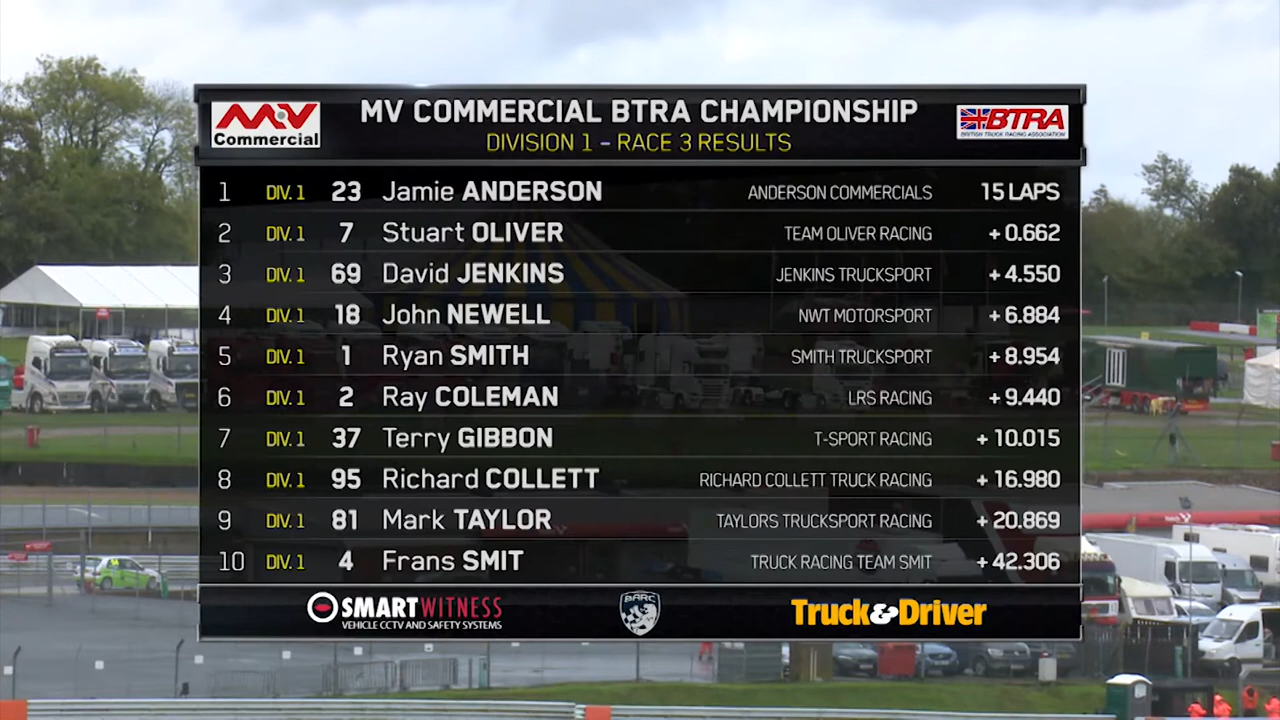 MV COMMERCIAL BTRA CHAMPIONSHIP
DIVISION 1 - RACE 3 RESULTS
MV Commercial
BTRA
BRITISH TRUCK RACING ASSOCIATION
1 DIV. 1 23 Jamie ANDERSON ANDERSON COMMERCIALS 15 LAPS
2 DIV. 1 7 Stuart OLIVER TEAM OLIVER RACING + 0.662
3 DIV. 1 69 David JENKINS JENKINS TRUCKSPORT + 4.550
4 DIV. 1 18 John NEWELL NWT MOTORSPORT + 6.884
5 DIV. 1 1 Ryan SMITH SMITH TRUCKSPORT + 8.954
6 DIV. 1 2 Ray COLEMAN LRS RACING + 9.440
7 DIV. 1 37 Terry GIBBON T-SPORT RACING + 10.015
8 DIV. 1 95 Richard COLLETT RICHARD COLLETT TRUCK RACING + 16.980
9 DIV. 1 81 Mark TAYLOR TAYLORS TRUCKSPORT RACING + 20.869
10 DIV. 1 4 Frans SMIT TRUCK RACING TEAM SMIT + 42.306
SMARTWITNESS
VEHICLE CCTV AND SAFETY SYSTEMS
BARC
Truck&Driver